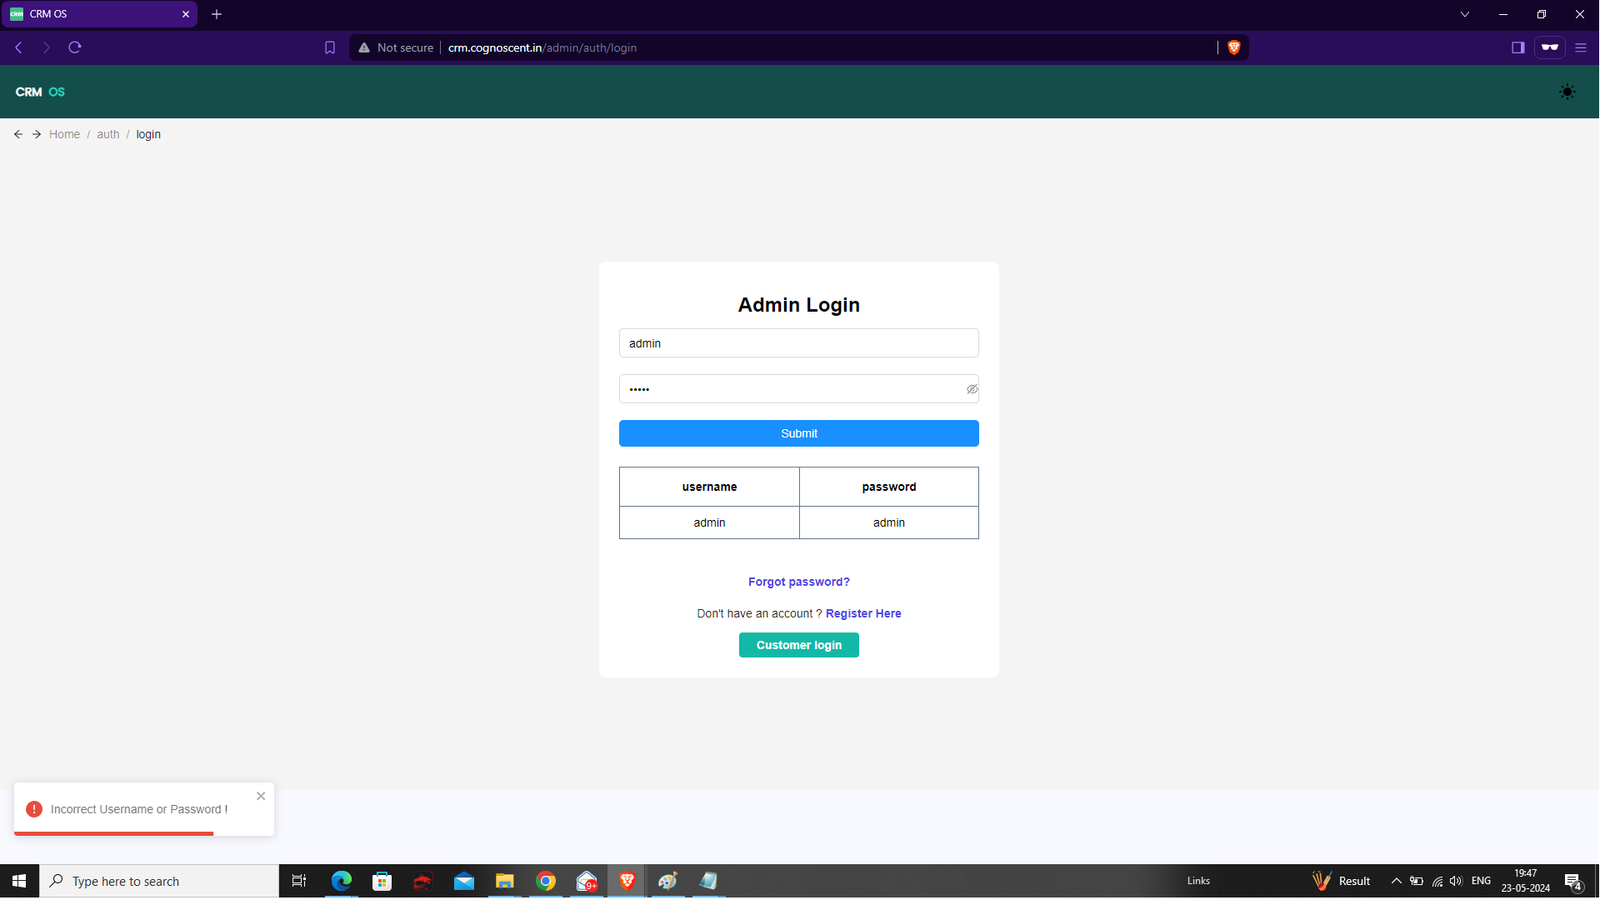 CRM OS
Not secure crm.cognoscent.in/admin/auth/login
CRM OS
Home / auth / login
Admin Login
admin
•••••
Submit
username password
admin admin
Forgot password?
Don't have an account ? Register Here
Customer login
Incorrect Username or Password !
Type here to search
9+
Links
Result
ENG
19:47
23-05-2024
4